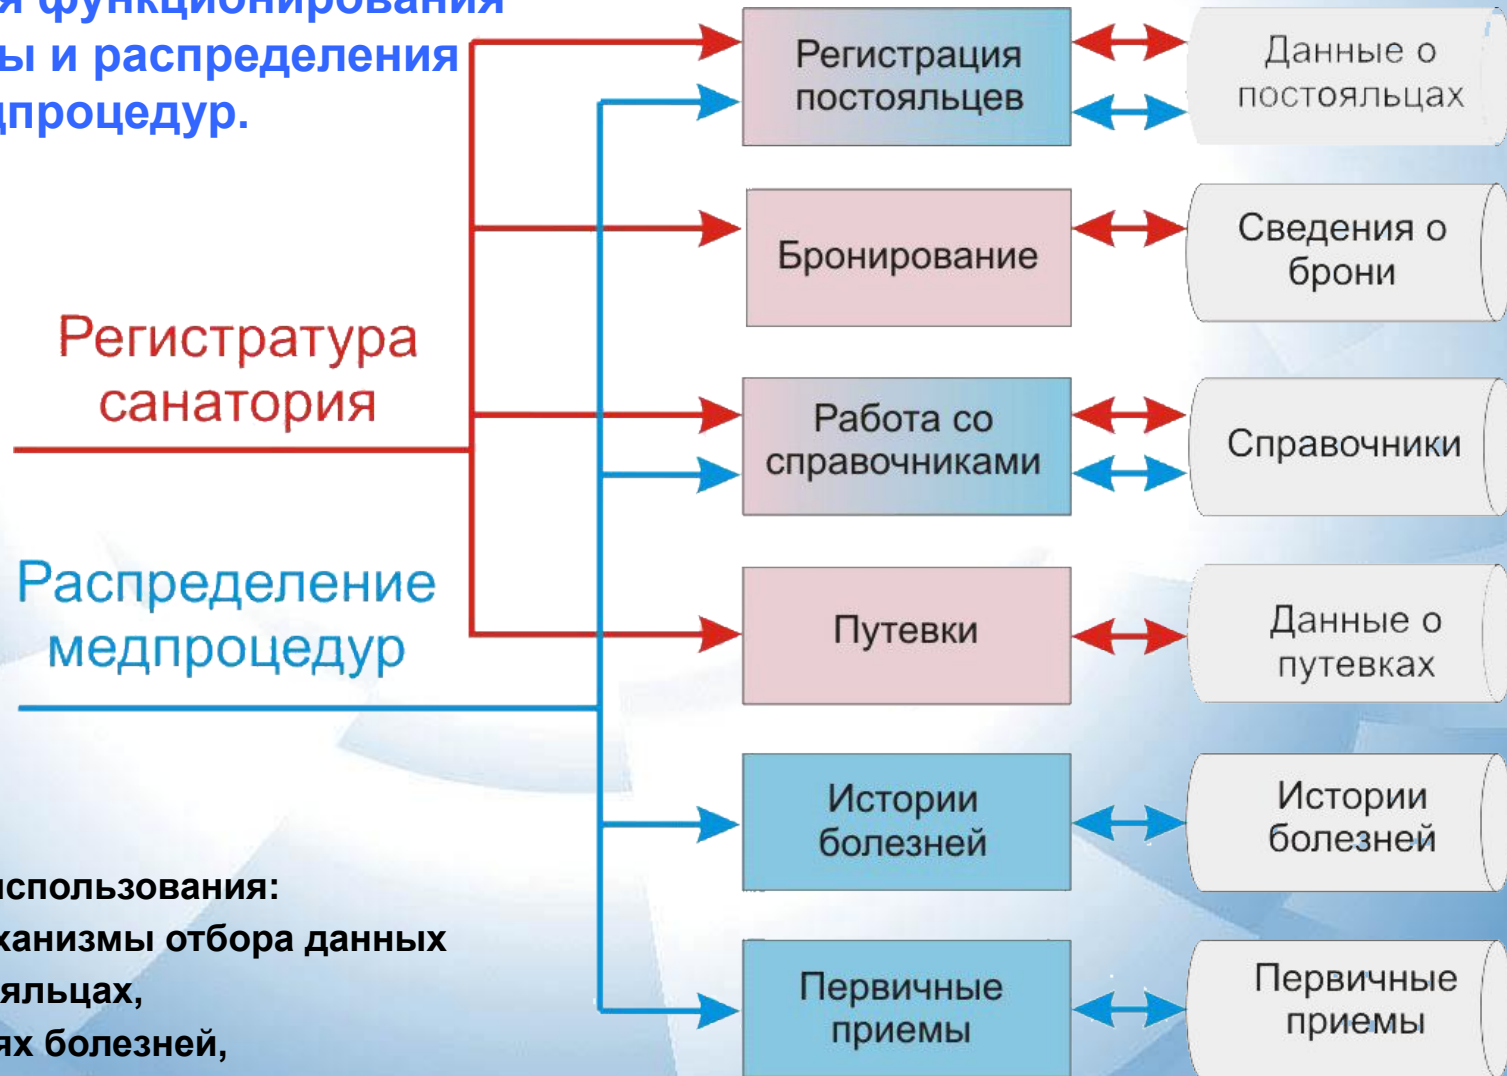 функционирования
ы и распределения
дпроцедур.
Регистратура
санатория
Распределение
медпроцедур
Регистрация
постояльцев
Данные о
постояльцах
Бронирование
Сведения о
брони
Работа со
справочниками
Справочники
Путевки
Данные о
путевках
Истории
болезней
Истории
болезней
Первичные
приемы
Первичные
приемы
использования:
ханизмы отбора данных
яльцах,
ях болезней,